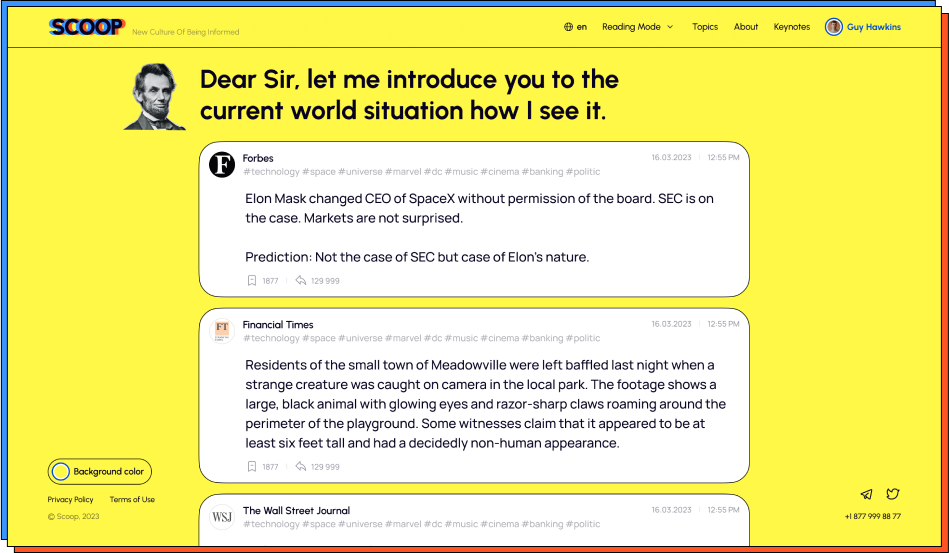 SCOOP New Culture Of Being Informed en Reading Mode Topics About Keynotes Guy Hawkins
Dear Sir, let me introduce you to the
current world situation how I see it.
F Forbes 16.03.2023 | 12:55 PM
#technology #space #universe #marvel #dc #music #cinema #banking #politic
Elon Mask changed CEO of SpaceX without permission of the board. SEC is on
the case. Markets are not surprised.
Prediction: Not the case of SEC but case of Elon's nature.
1877 | 129 999
FT Financial Times 16.03.2023 | 12:55 PM
#technology #space #universe #marvel #dc #music #cinema #banking #politic
Residents of the small town of Meadowville were left baffled last night when a
strange creature was caught on camera in the local park. The footage shows a
large, black animal with glowing eyes and razor-sharp claws roaming around the
perimeter of the playground. Some witnesses claim that it appeared to be at
least six feet tall and had a decidedly non-human appearance.
1877 | 129 999
WSJ The Wall Street Journal 16.03.2023 | 12:55 PM
#technology #space #universe #marvel #dc #music #cinema #banking #politic
Background color
Privacy Policy Terms of Use
© Scoop, 2023
+1 877 999 88 77